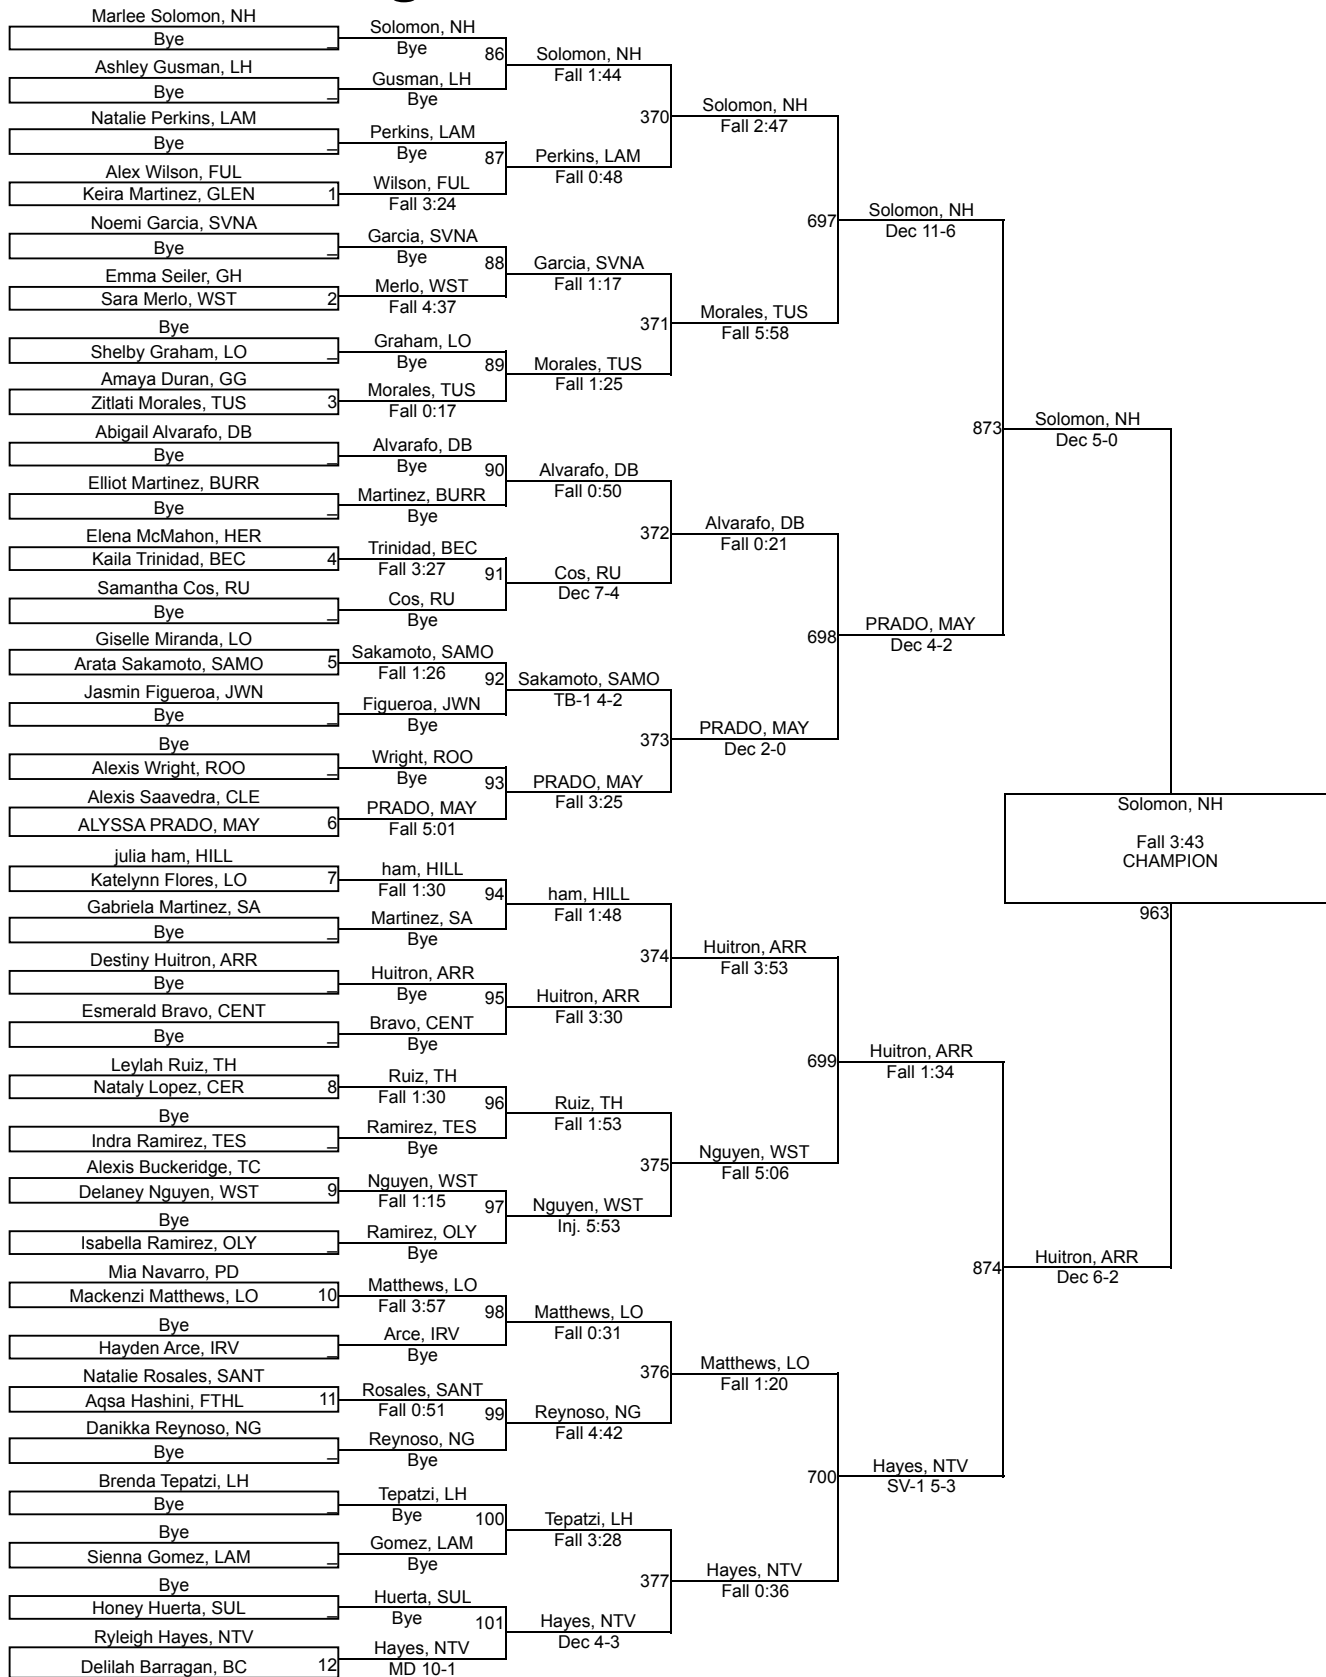 Marlee Solomon, NH
Bye _
Ashley Gusman, LH
Bye _
Natalie Perkins, LAM
Bye _
Alex Wilson, FUL
Keira Martinez, GLEN 1
Noemi Garcia, SVNA
Bye _
Emma Seiler, GH
Sara Merlo, WST 2
Bye
Shelby Graham, LO _
Amaya Duran, GG
Zitlati Morales, TUS 3
Abigail Alvarafo, DB
Bye _
Elliot Martinez, BURR
Bye _
Elena McMahon, HER
Kaila Trinidad, BEC 4
Samantha Cos, RU
Bye _
Giselle Miranda, LO
Arata Sakamoto, SAMO 5
Jasmin Figueroa, JWN
Bye _
Bye
Alexis Wright, ROO _
Alexis Saavedra, CLE
ALYSSA PRADO, MAY 6
julia ham, HILL
Katelynn Flores, LO 7
Gabriela Martinez, SA
Bye _
Destiny Huitron, ARR
Bye _
Esmerald Bravo, CENT
Bye _
Leylah Ruiz, TH
Nataly Lopez, CER 8
Bye
Indra Ramirez, TES _
Alexis Buckeridge, TC
Delaney Nguyen, WST 9
Bye
Isabella Ramirez, OLY _
Mia Navarro, PD
Mackenzi Matthews, LO 10
Bye
Hayden Arce, IRV _
Natalie Rosales, SANT
Aqsa Hashini, FTHL 11
Danikka Reynoso, NG
Bye _
Brenda Tepatzi, LH
Bye _
Bye
Sienna Gomez, LAM _
Bye
Honey Huerta, SUL _
Ryleigh Hayes, NTV
Delilah Barragan, BC 12
Solomon, NH
Bye
86
Gusman, LH
Bye
Perkins, LAM
Bye
87
Wilson, FUL
Fall 3:24
Garcia, SVNA
Bye
88
Merlo, WST
Fall 4:37
Graham, LO
Bye
89
Morales, TUS
Fall 0:17
Alvarafo, DB
Bye
90
Martinez, BURR
Bye
Trinidad, BEC
Fall 3:27
91
Cos, RU
Bye
Sakamoto, SAMO
Fall 1:26
92
Figueroa, JWN
Bye
Wright, ROO
Bye
93
PRADO, MAY
Fall 5:01
ham, HILL
Fall 1:30
94
Martinez, SA
Bye
Huitron, ARR
Bye
95
Bravo, CENT
Bye
Ruiz, TH
Fall 1:30
96
Ramirez, TES
Bye
Nguyen, WST
Fall 1:15
97
Ramirez, OLY
Bye
Matthews, LO
Fall 3:57
98
Arce, IRV
Bye
Rosales, SANT
Fall 0:51
99
Reynoso, NG
Bye
Tepatzi, LH
Bye
100
Gomez, LAM
Bye
Huerta, SUL
Bye
101
Hayes, NTV
MD 10-1
Solomon, NH
Fall 1:44
370
Perkins, LAM
Fall 0:48
Garcia, SVNA
Fall 1:17
371
Morales, TUS
Fall 1:25
Alvarafo, DB
Fall 0:50
372
Cos, RU
Dec 7-4
Sakamoto, SAMO
TB-1 4-2
373
PRADO, MAY
Fall 3:25
ham, HILL
Fall 1:48
374
Huitron, ARR
Fall 3:30
Ruiz, TH
Fall 1:53
375
Nguyen, WST
Inj. 5:53
Matthews, LO
Fall 0:31
376
Reynoso, NG
Fall 4:42
Tepatzi, LH
Fall 3:28
377
Hayes, NTV
Dec 4-3
Solomon, NH
Fall 2:47
697
Morales, TUS
Fall 5:58
Alvarafo, DB
Fall 0:21
698
PRADO, MAY
Dec 2-0
Huitron, ARR
Fall 3:53
699
Nguyen, WST
Fall 5:06
Matthews, LO
Fall 1:20
700
Hayes, NTV
Fall 0:36
Solomon, NH
Dec 11-6
873
PRADO, MAY
Dec 4-2
Huitron, ARR
Fall 1:34
874
Hayes, NTV
SV-1 5-3
Solomon, NH
Dec 5-0
Huitron, ARR
Dec 6-2
Solomon, NH
Fall 3:43
CHAMPION
963